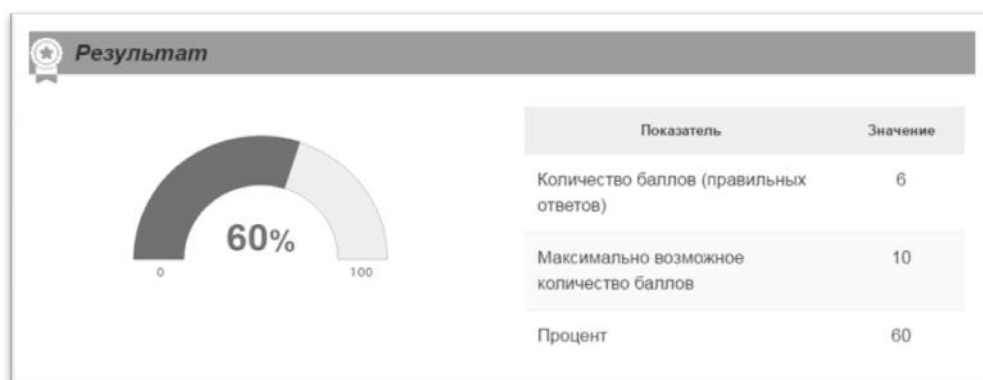 Результат
60%
0
100
Показатель
Значение
Количество баллов (правильных
ответов)
6
Максимально возможное
количество баллов
10
Процент
60